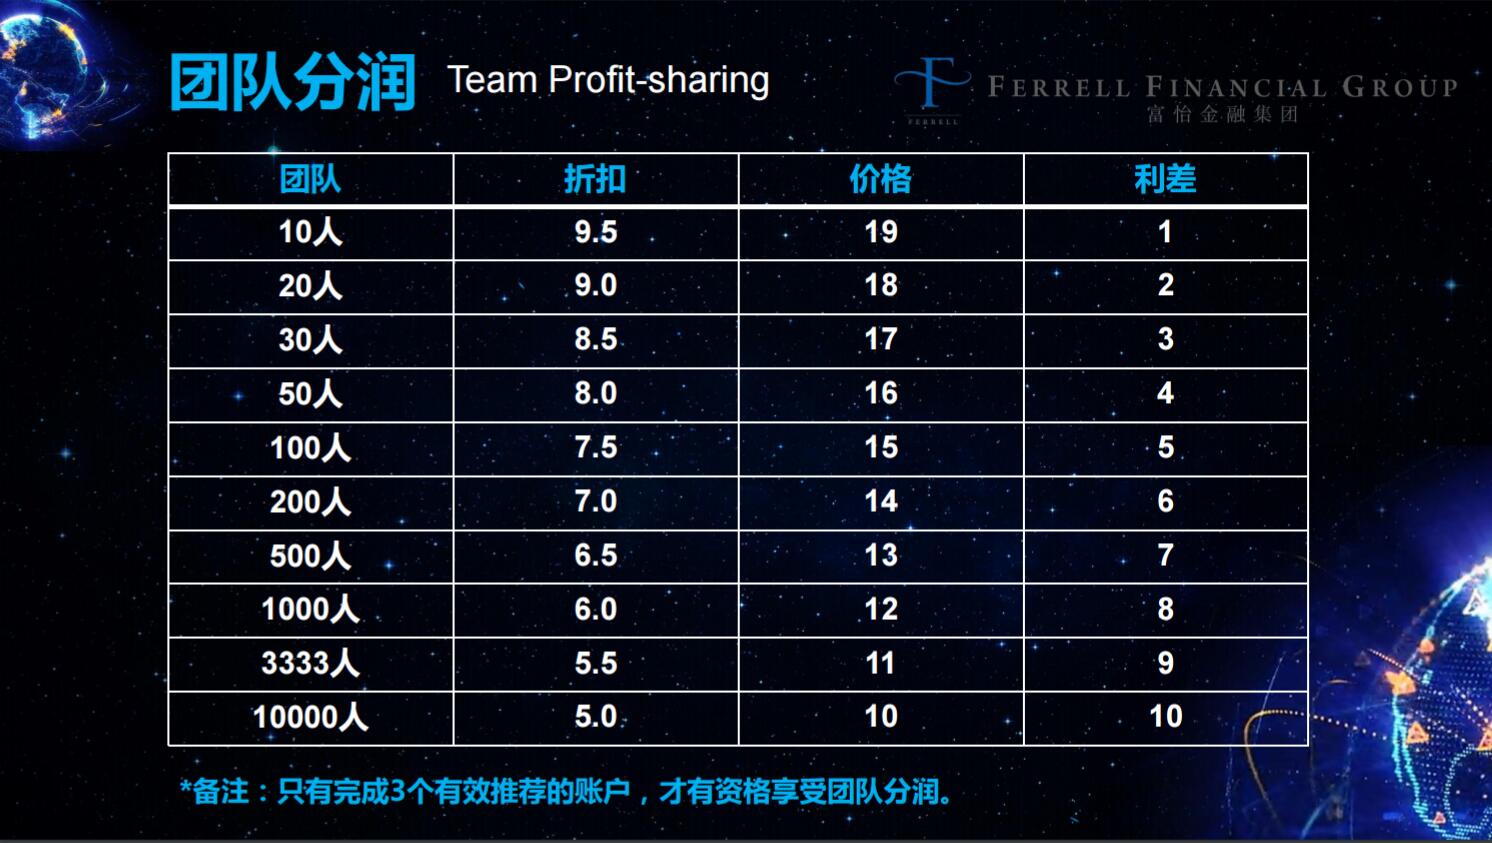 团队分润 Team Profit-sharing
FERRELL FINANCIAL GROUP
富怡金融集团
FERRELL
团队 折扣 价格 利差
10人 9.5 19 1
20人 9.0 18 2
30人 8.5 17 3
50人 8.0 16 4
100人 7.5 15 5
200人 7.0 14 6
500人 6.5 13 7
1000人 6.0 12 8
3333人 5.5 11 9
10000人 5.0 10 10
*备注：只有完成3个有效推荐的账户，才有资格享受团队分润。